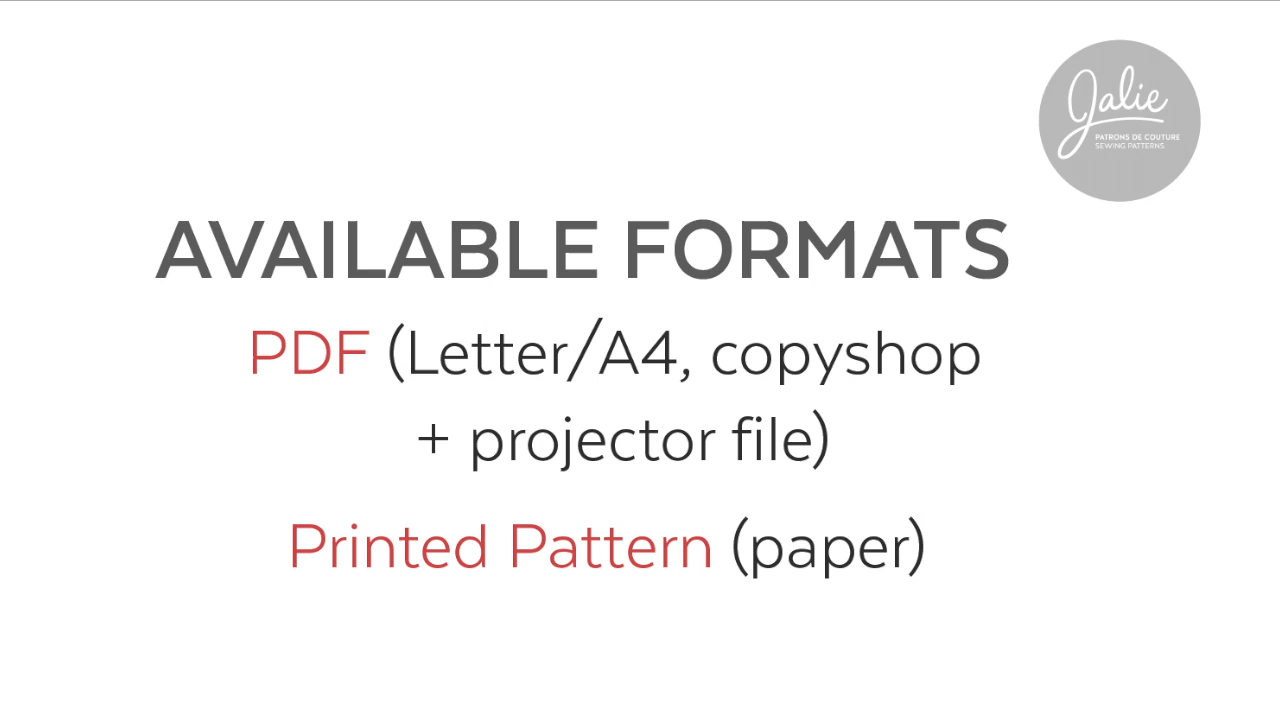 Jalie
PATRONS DE COUTURE
SEWING PATTERNS
AVAILABLE FORMATS
PDF (Letter/A4, copyshop
+ projector file)
Printed Pattern (paper)